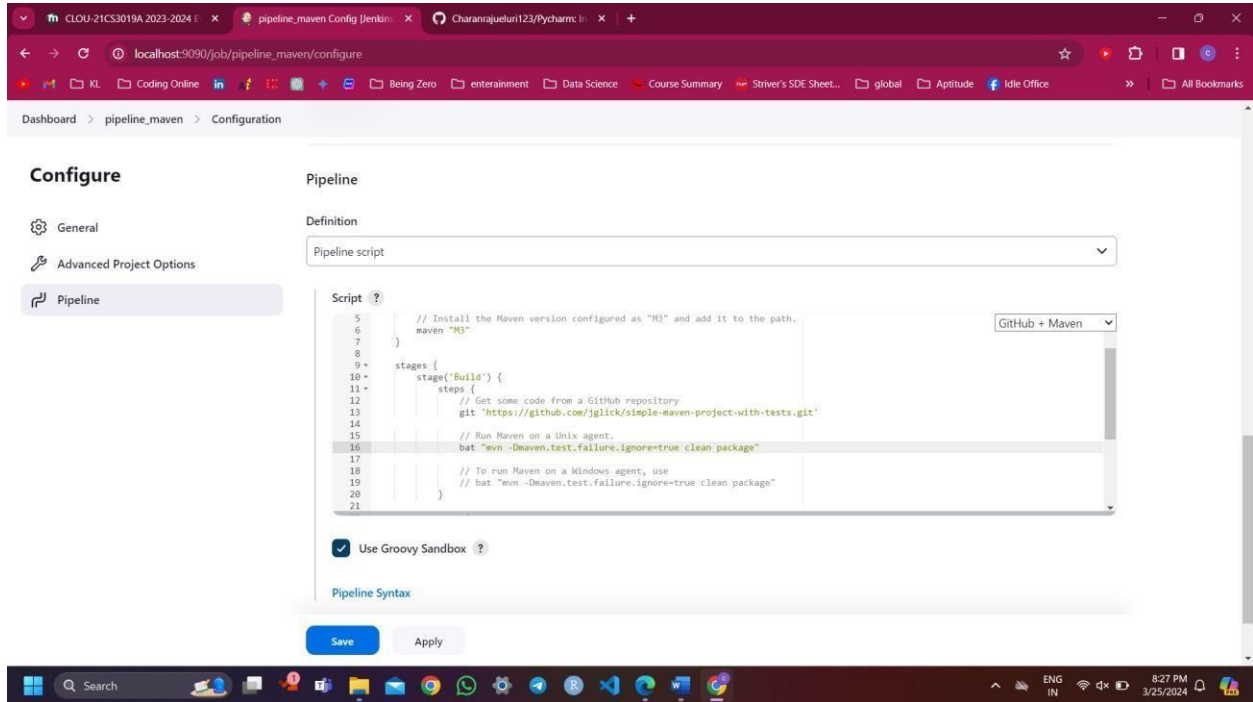 CLOU-21CS3019A 2023-2024 E
pipeline_maven Config [Jenkins
Charanrajueluri123/Pycharm: In
localhost:9090/job/pipeline_maven/configure
KL
Coding Online
Being Zero
enterainment
Data Science
Course Summary
Striver's SDE Sheet...
global
Aptitude
Idle Office
»
All Bookmarks
Dashboard > pipeline_maven > Configuration
Configure
General
Advanced Project Options
Pipeline
Pipeline
Definition
Pipeline script
Script ?
GitHub + Maven
5 // Install the Maven version configured as "M3" and add it to the path.
6 maven "M3"
7 }
8
9 stages {
10 stage('Build') {
11 steps {
12 // Get some code from a GitHub repository
13 git 'https://github.com/jglick/simple-maven-project-with-tests.git'
14
15 // Run Maven on a Unix agent.
16 bat "mvn -Dmaven.test.failure.ignore=true clean package"
17
18 // To run Maven on a Windows agent, use
19 // bat "mvn -Dmaven.test.failure.ignore=true clean package"
20 }
21
Use Groovy Sandbox ?
Pipeline Syntax
Save
Apply
Search
ENG
IN
8:27 PM
3/25/2024